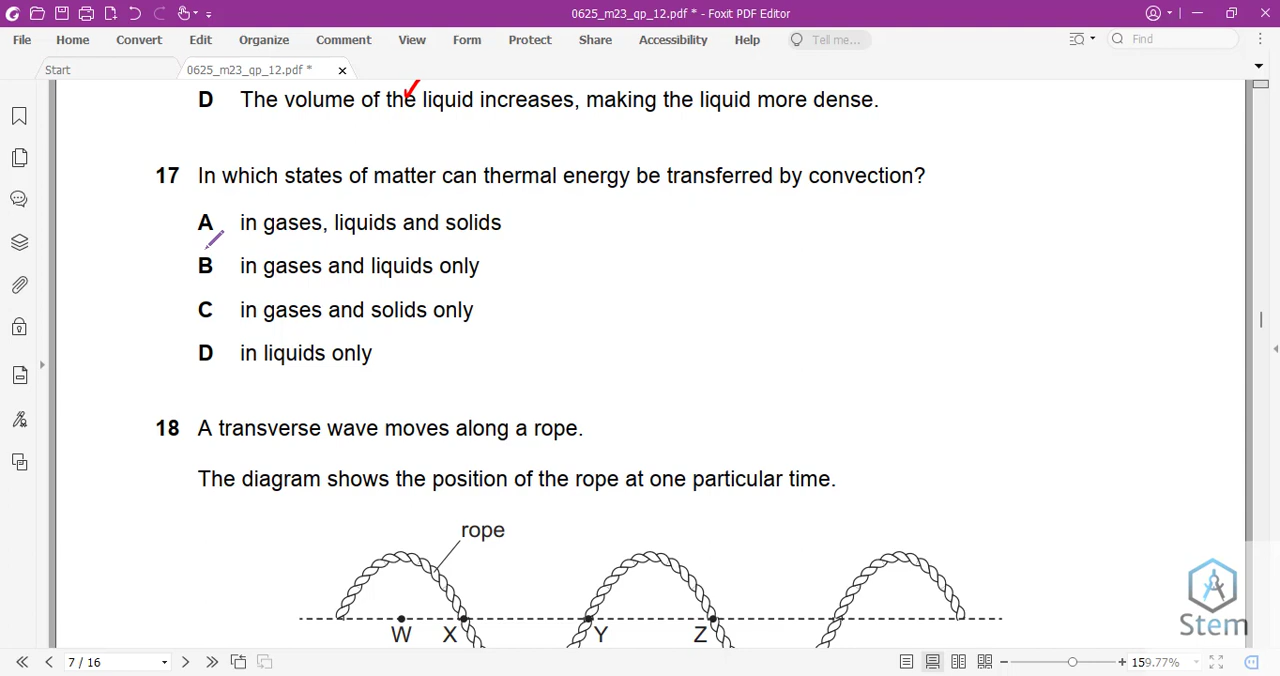 0625_m23_qp_12.pdf * - Foxit PDF Editor
File Home Convert Edit Organize Comment View Form Protect Share Accessibility Help Tell me... Find
Start 0625_m23_qp_12.pdf *
D The volume of the liquid increases, making the liquid more dense.
17 In which states of matter can thermal energy be transferred by convection?
A in gases, liquids and solids
B in gases and liquids only
C in gases and solids only
D in liquids only
18 A transverse wave moves along a rope.
The diagram shows the position of the rope at one particular time.
rope
W X Y Z
Stem
7 / 16 159.77%